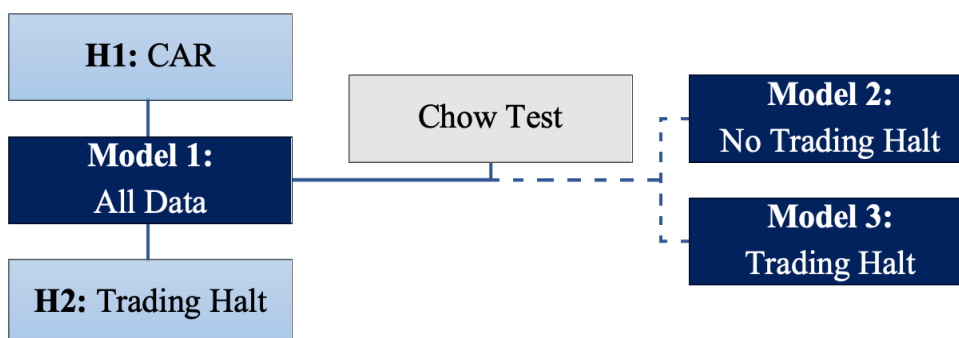 H1: CAR
Model 1:
All Data
H2: Trading Halt
Chow Test
Model 2:
No Trading Halt
Model 3:
Trading Halt